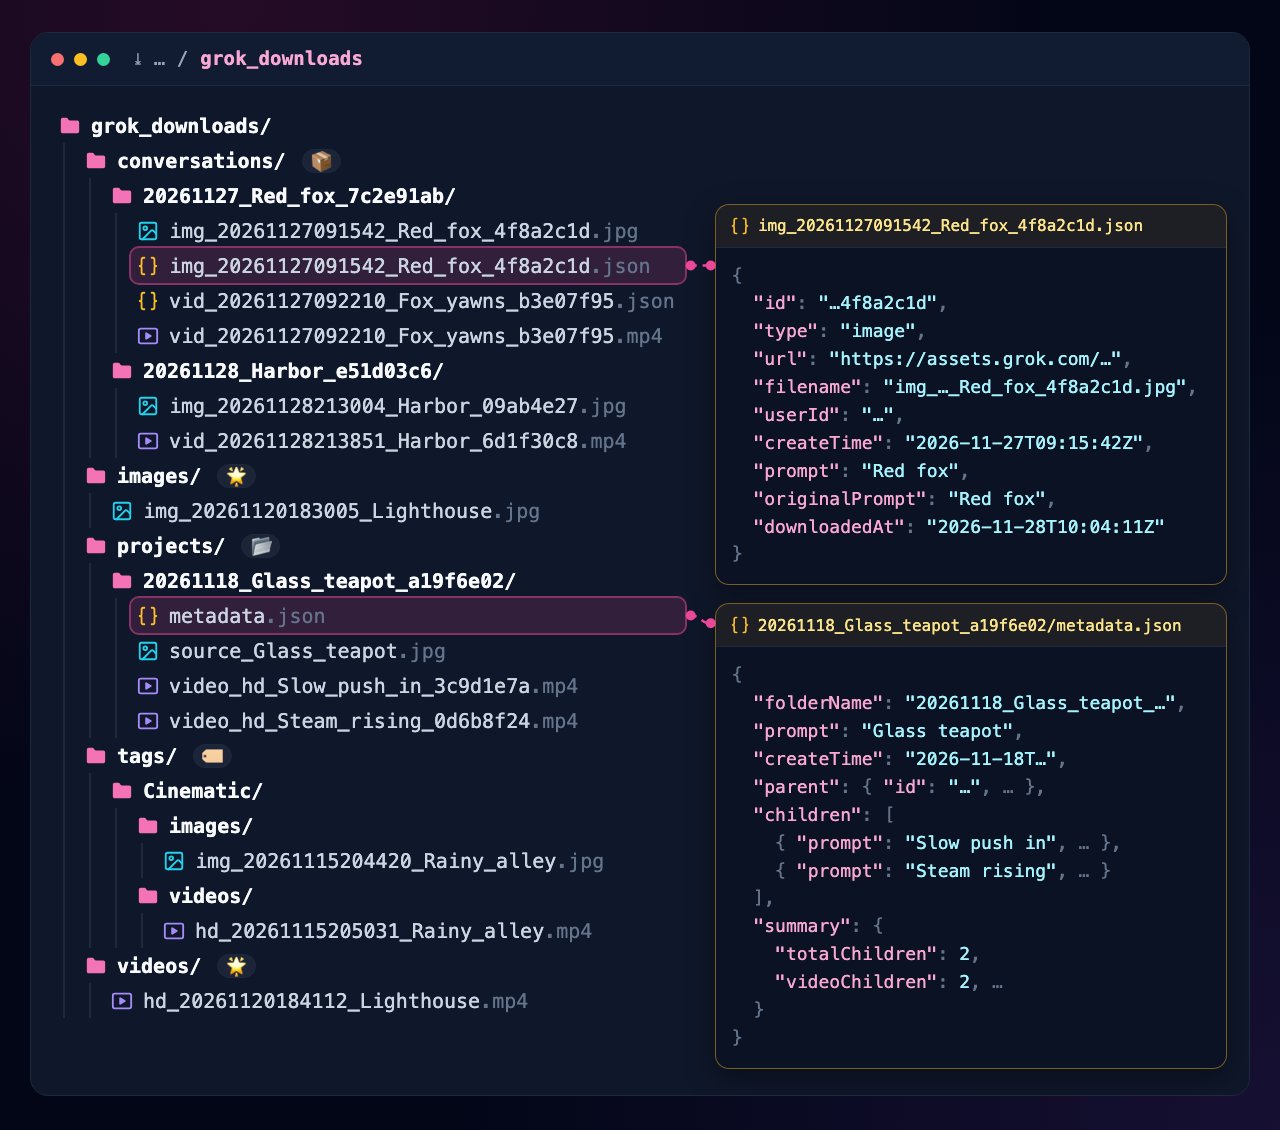 ⤓ … / grok_downloads
grok_downloads/
conversations/
20261127_Red_fox_7c2e91ab/
img_20261127091542_Red_fox_4f8a2c1d.jpg
img_20261127091542_Red_fox_4f8a2c1d.json
vid_20261127092210_Fox_yawns_b3e07f95.json
vid_20261127092210_Fox_yawns_b3e07f95.mp4
20261128_Harbor_e51d03c6/
img_20261128213004_Harbor_09ab4e27.jpg
vid_20261128213851_Harbor_6d1f30c8.mp4
images/
img_20261120183005_Lighthouse.jpg
projects/
20261118_Glass_teapot_a19f6e02/
metadata.json
source_Glass_teapot.jpg
video_hd_Slow_push_in_3c9d1e7a.mp4
video_hd_Steam_rising_0d6b8f24.mp4
tags/
Cinematic/
images/
img_20261115204420_Rainy_alley.jpg
videos/
hd_20261115205031_Rainy_alley.mp4
videos/
hd_20261120184112_Lighthouse.mp4
{} img_20261127091542_Red_fox_4f8a2c1d.json
{
"id": "…4f8a2c1d",
"type": "image",
"url": "https://assets.grok.com/…",
"filename": "img_…_Red_fox_4f8a2c1d.jpg",
"userId": "…",
"createTime": "2026-11-27T09:15:42Z",
"prompt": "Red fox",
"originalPrompt": "Red fox",
"downloadedAt": "2026-11-28T10:04:11Z"
}
{} 20261118_Glass_teapot_a19f6e02/metadata.json
{
"folderName": "20261118_Glass_teapot_…",
"prompt": "Glass teapot",
"createTime": "2026-11-18T…",
"parent": { "id": "…", … },
"children": [
{ "prompt": "Slow push in", … },
{ "prompt": "Steam rising", … }
],
"summary": {
"totalChildren": 2,
"videoChildren": 2, …
}
}